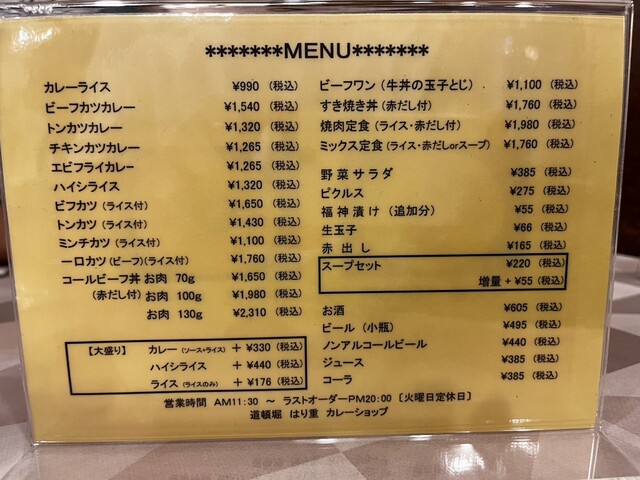 *******MENU*******
カレーライス ¥990 (税込)
ビーフカツカレー ¥1,540 (税込)
トンカツカレー ¥1,320 (税込)
チキンカツカレー ¥1,265 (税込)
エビフライカレー ¥1,265 (税込)
ハイシライス ¥1,320 (税込)
ビフカツ (ライス付) ¥1,650 (税込)
トンカツ (ライス付) ¥1,430 (税込)
ミンチカツ (ライス付) ¥1,100 (税込)
一ロカツ (ビーフ)(ライス付) ¥1,760 (税込)
コールビーフ丼 お肉 70g ¥1,650 (税込)
(赤だし付) お肉 100g ¥1,980 (税込)
お肉 130g ¥2,310 (税込)
【大盛り】 カレー (ソース+ライス) + ¥330 (税込)
ハイシライス + ¥440 (税込)
ライス (ライスのみ) + ¥176 (税込)
ビーフワン (牛丼の玉子とじ) ¥1,100 (税込)
すき焼き丼 (赤だし付) ¥1,760 (税込)
焼肉定食 (ライス・赤だし付) ¥1,980 (税込)
ミックス定食 (ライス・赤だしorスープ) ¥1,760 (税込)
野菜サラダ ¥385 (税込)
ピクルス ¥275 (税込)
福神漬け (追加分) ¥55 (税込)
生玉子 ¥66 (税込)
赤出し ¥165 (税込)
スープセット ¥220 (税込)
増量 + ¥55 (税込)
お酒 ¥605 (税込)
ビール (小瓶) ¥495 (税込)
ノンアルコールビール ¥440 (税込)
ジュース ¥385 (税込)
コーラ ¥385 (税込)
営業時間 AM11:30 ～ ラストオーダーPM20:00 〔火曜日定休日〕
道頓堀 はり重 カレーショップ